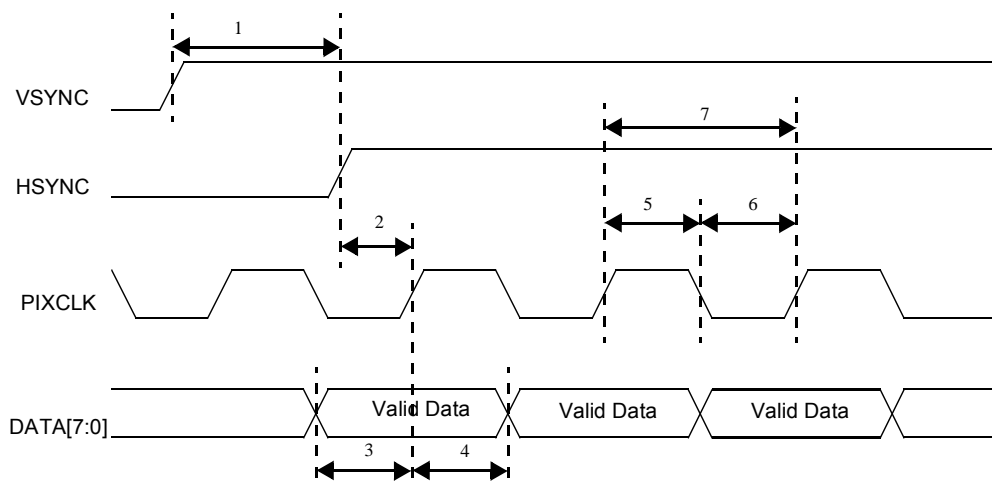 1
VSYNC
7
HSYNC
5 6
2
PIXCLK
Valid Data Valid Data Valid Data
DATA[7:0]
3 4